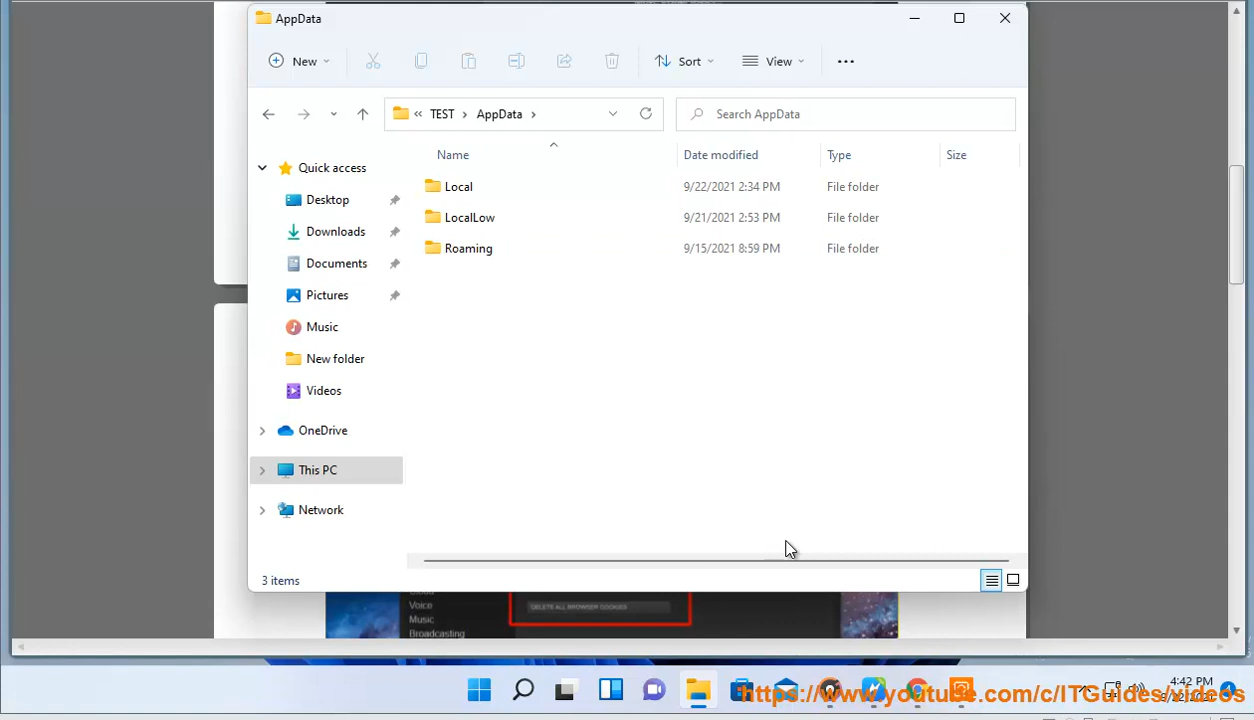 AppData
New
Sort
View
TEST
AppData
Search AppData
Name
Date modified
Type
Size
Quick access
Desktop
Downloads
Documents
Pictures
Music
New folder
Videos
OneDrive
This PC
Network
Local 9/22/2021 2:34 PM File folder
LocalLow 9/21/2021 2:53 PM File folder
Roaming 9/15/2021 8:59 PM File folder
3 items
DELETE ALL BROWSER COOKIES
Voice
Music
Broadcasting
4:42 PM
https://www.youtube.com/c/ITGuides/videos